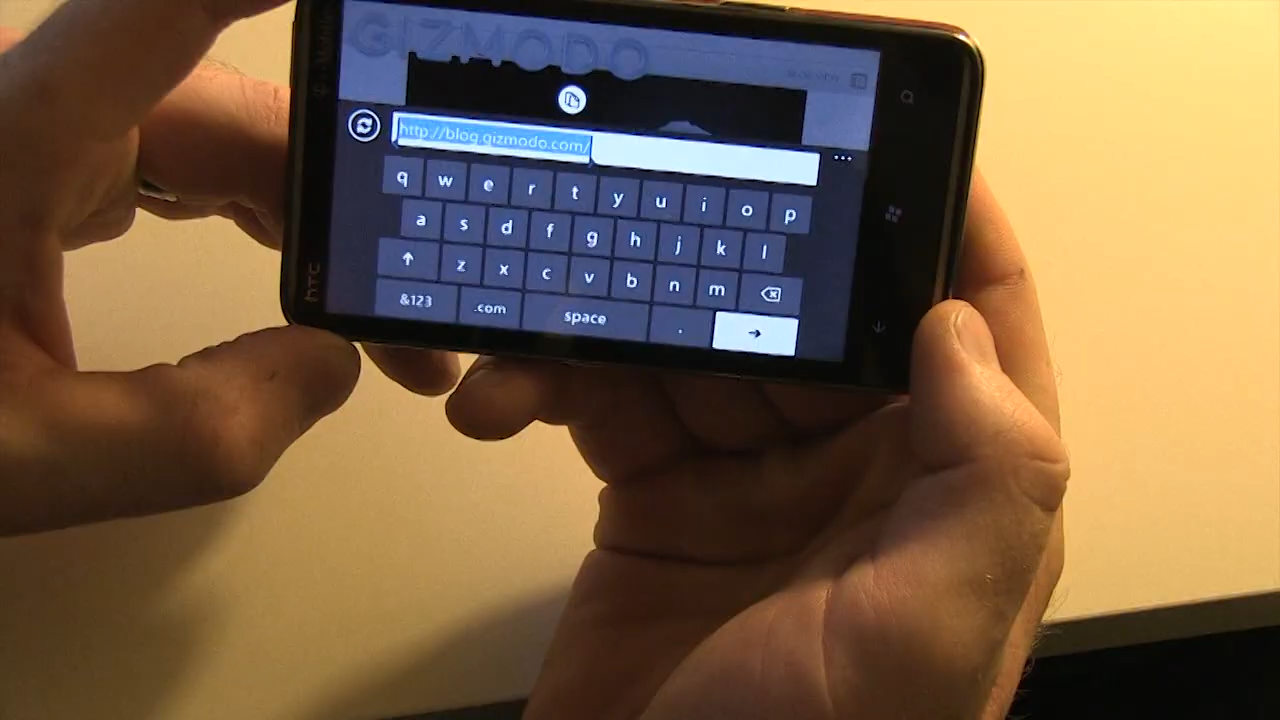 GIZMODO
http://blog.gizmodo.com/
q w e r t y u i o p
a s d f g h j k l
z x c v b n m
&123 .com space .
hTC